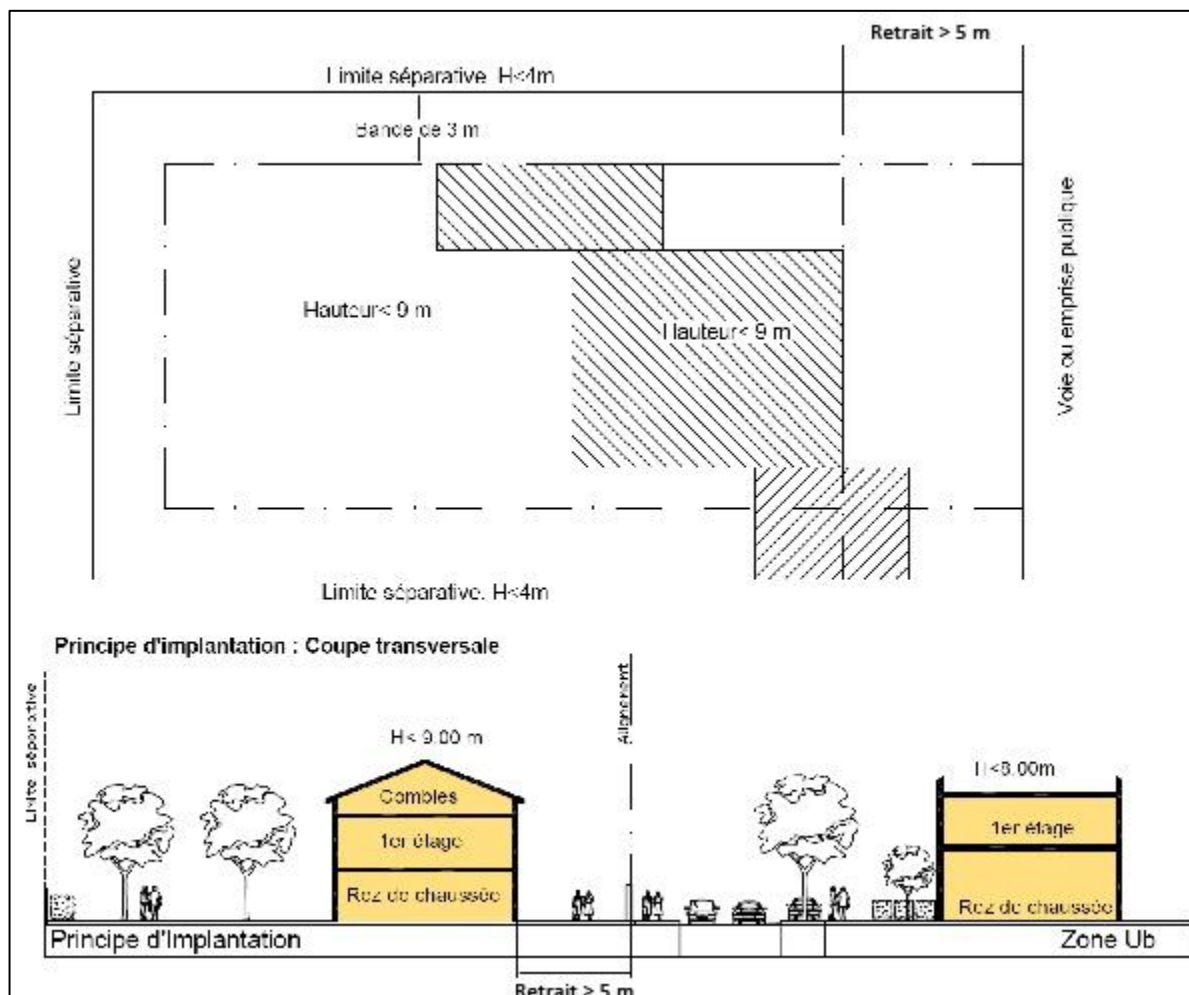 Retrait > 5 m
Limite séparative. H<4m
Bande de 3 m
Limite séparative
Hauteur< 9 m
Hauteur< 9 m
Voie ou emprise publique
Limite séparative. H<4m
Principe d'implantation : Coupe transversale
Limite séparative
H< 9.00 m
Alignement
H<8.00m
Combles
1er étage
1er étage
Rez de chaussée
Rez de chaussée
Principe d'Implantation
Zone Ub
Retrait > 5 m